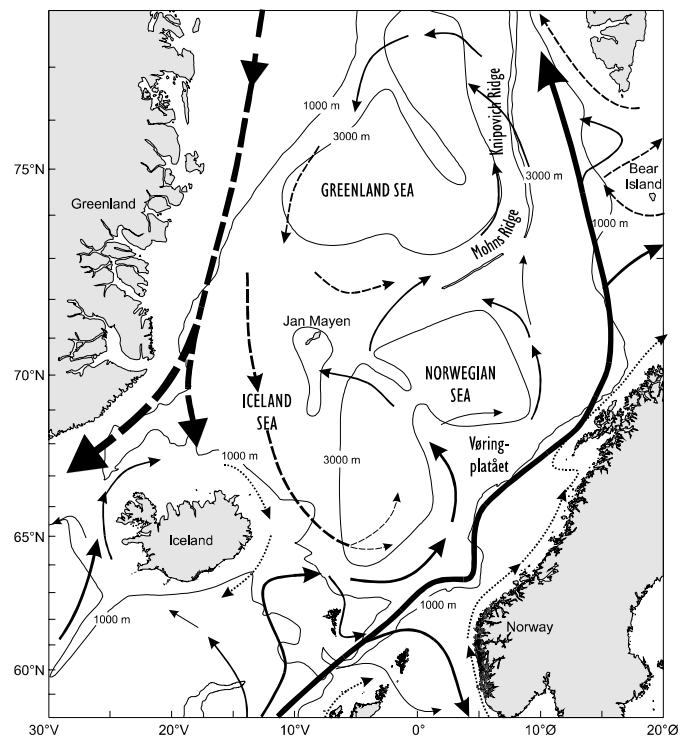 1000 m
3000 m
Knipovich Ridge
75°N
GREENLAND SEA
3000 m
Bear
Island
Greenland
1000 m
Mohns Ridge
Jan Mayen
70°N
NORWEGIAN
SEA
ICELAND
SEA
Vøring-
platået
1000 m
3000 m
65°N
Iceland
1000 m
1000 m
Norway
60°N
30°W
20°W
10°W
0°
10°Ø
20°Ø